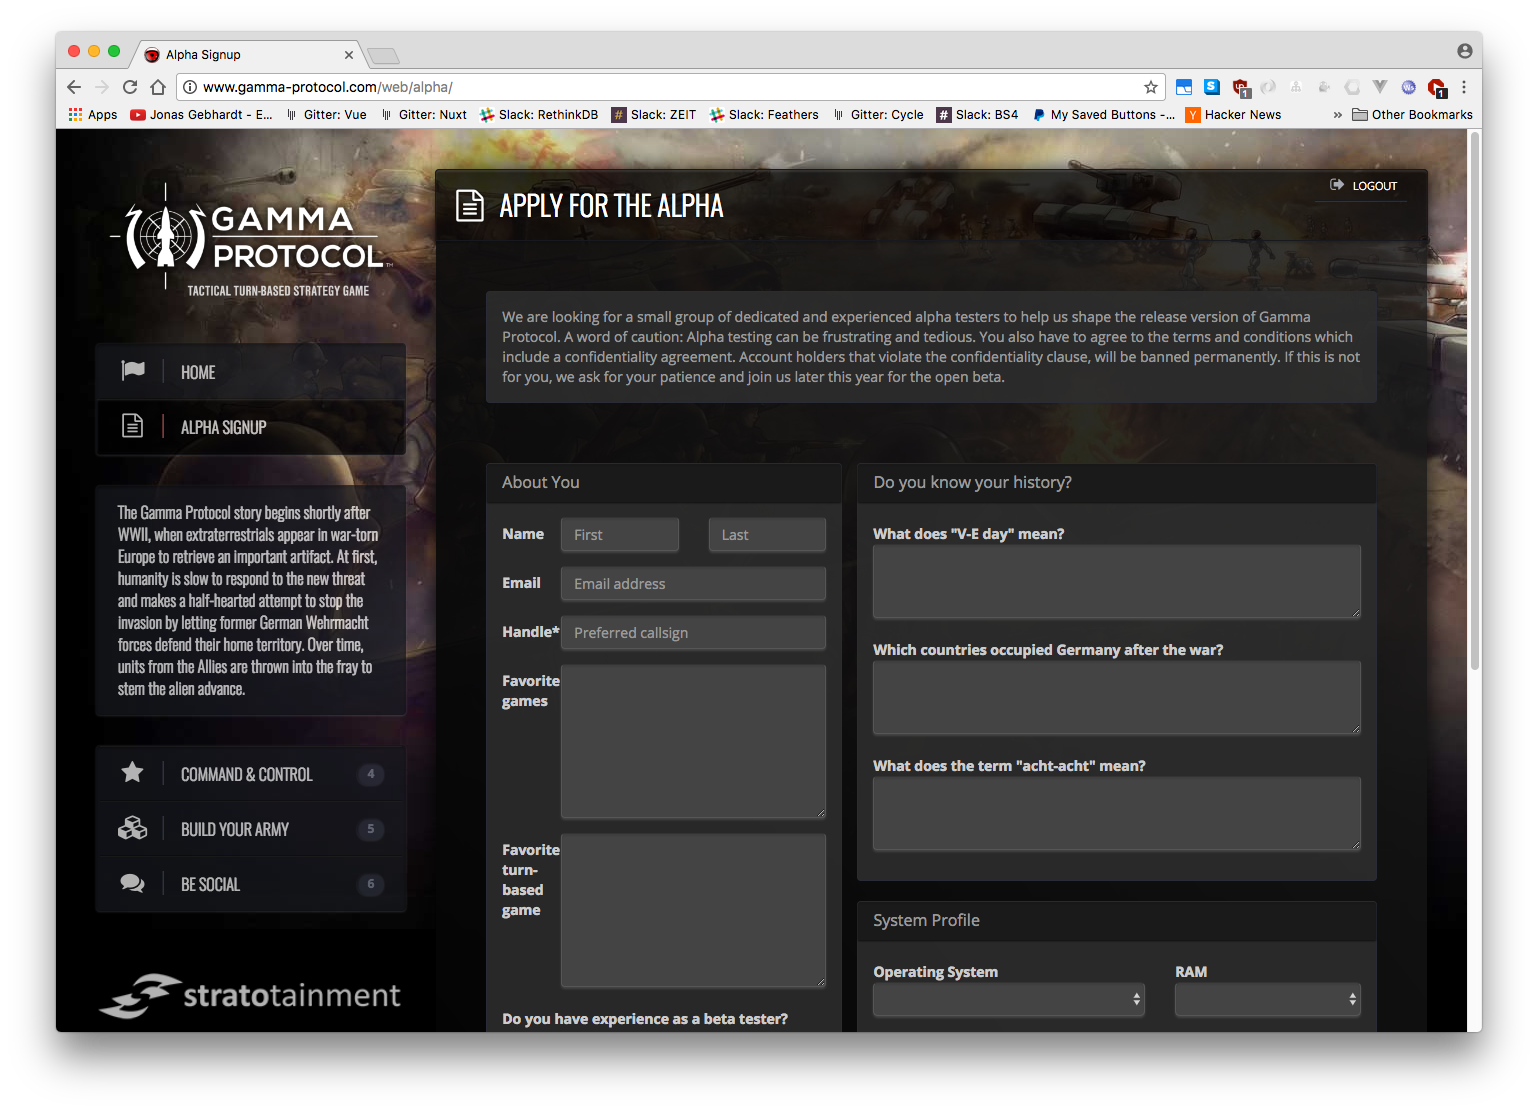 Alpha Signup
www.gamma-protocol.com/web/alpha/
1
1
Apps
Jonas Gebhardt - E...
Gitter: Vue
Gitter: Nuxt
Slack: RethinkDB
Slack: ZEIT
Slack: Feathers
Gitter: Cycle
Slack: BS4
My Saved Buttons -...
Hacker News
»
Other Bookmarks
GAMMA
PROTOCOL™
TACTICAL TURN-BASED STRATEGY GAME
HOME
ALPHA SIGNUP
The Gamma Protocol story begins shortly after
WWII, when extraterrestrials appear in war-torn
Europe to retrieve an important artifact. At first,
humanity is slow to respond to the new threat
and makes a half-hearted attempt to stop the
invasion by letting former German Wehrmacht
forces defend their home territory. Over time,
units from the Allies are thrown into the fray to
stem the alien advance.
COMMAND & CONTROL 4
BUILD YOUR ARMY 5
BE SOCIAL 6
stratotainment
APPLY FOR THE ALPHA
LOGOUT
We are looking for a small group of dedicated and experienced alpha testers to help us shape the release version of Gamma
Protocol. A word of caution: Alpha testing can be frustrating and tedious. You also have to agree to the terms and conditions which
include a confidentiality agreement. Account holders that violate the confidentiality clause, will be banned permanently. If this is not
for you, we ask for your patience and join us later this year for the open beta.
About You
Name First Last
Email Email address
Handle* Preferred callsign
Favorite
games
Favorite
turn-
based
game
Do you have experience as a beta tester?
Do you know your history?
What does "V-E day" mean?
Which countries occupied Germany after the war?
What does the term "acht-acht" mean?
System Profile
Operating System RAM